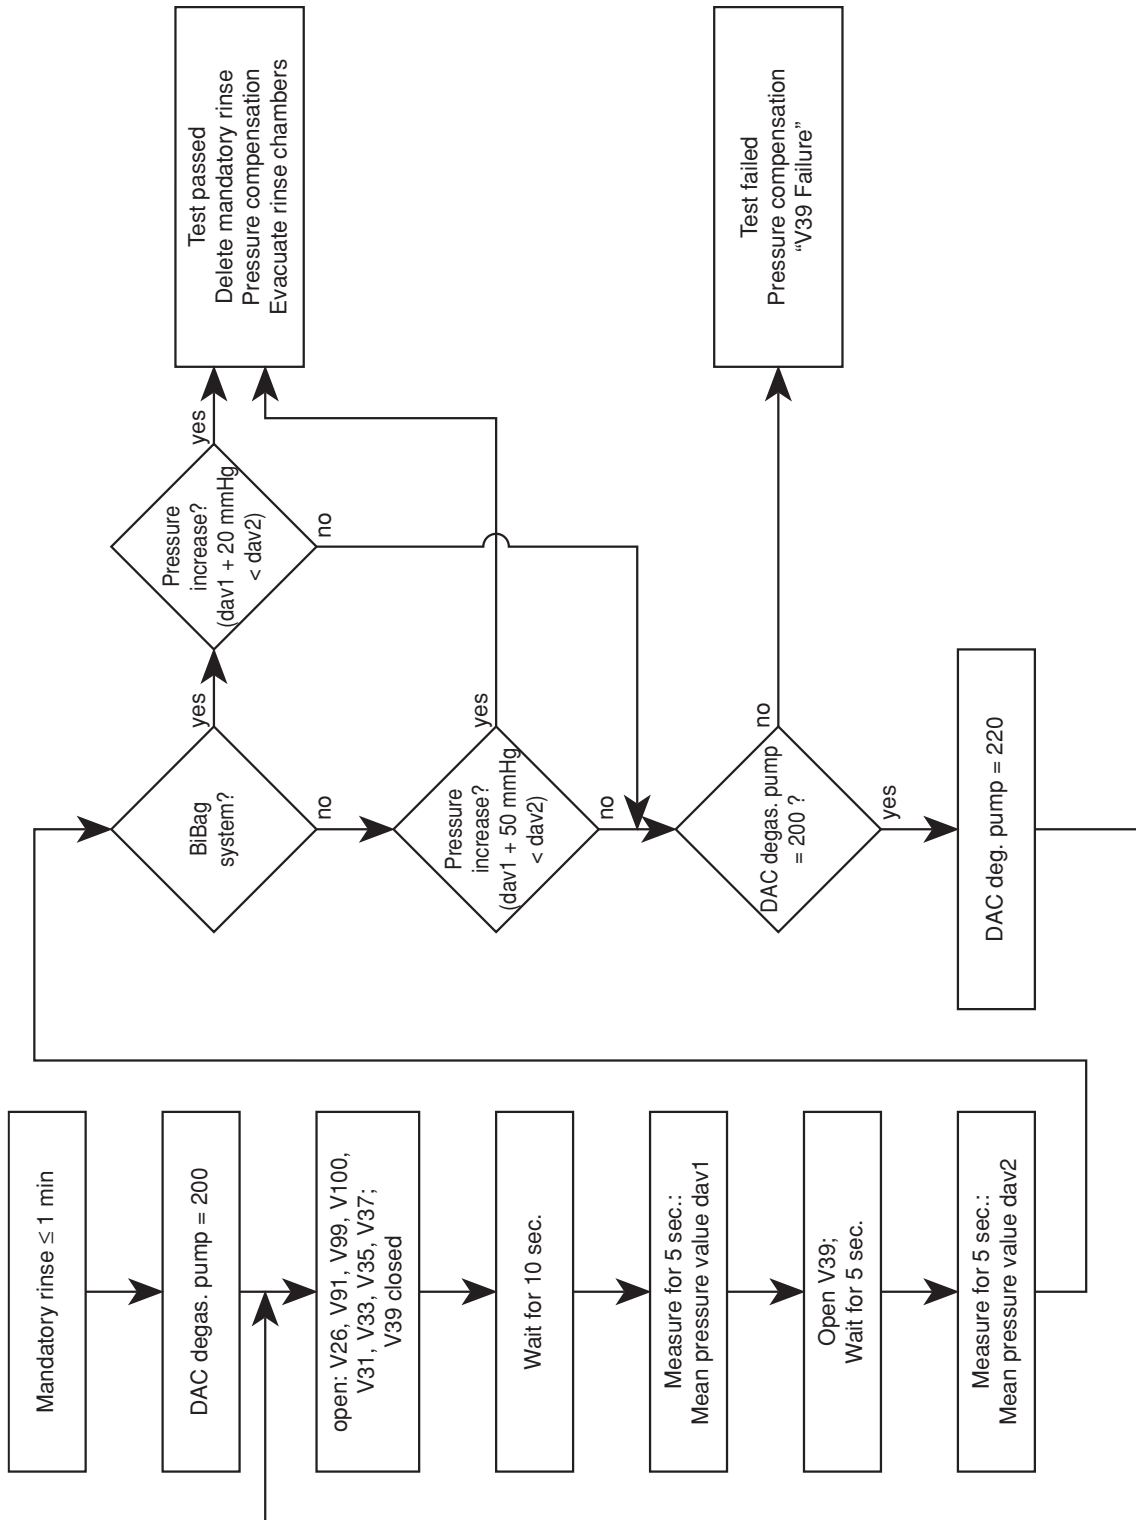 Mandatory rinse ≤ 1 min
DAC degas. pump = 200
open: V26, V91, V99, V100,
V31, V33, V35, V37;
V39 closed
Wait for 10 sec.
Measure for 5 sec.:
Mean pressure value dav1
Open V39;
Wait for 5 sec.
Measure for 5 sec.:
Mean pressure value dav2
BiBag
system?
yes
no
Pressure
increase?
(dav1 + 20 mmHg
< dav2)
yes
no
Test passed
Delete mandatory rinse
Pressure compensation
Evacuate rinse chambers
Pressure
increase?
(dav1 + 50 mmHg
< dav2)
yes
no
DAC degas. pump
= 200 ?
no
yes
Test failed
Pressure compensation
“V39 Failure”
DAC deg. pump = 220